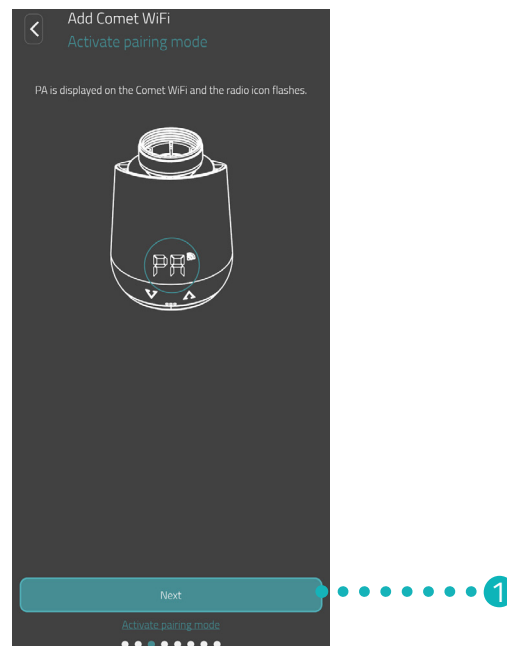 Add Comet WiFi
Activate pairing mode
PA is displayed on the Comet WiFi and the radio icon flashes.
PA
Next
1
Activate pairing mode